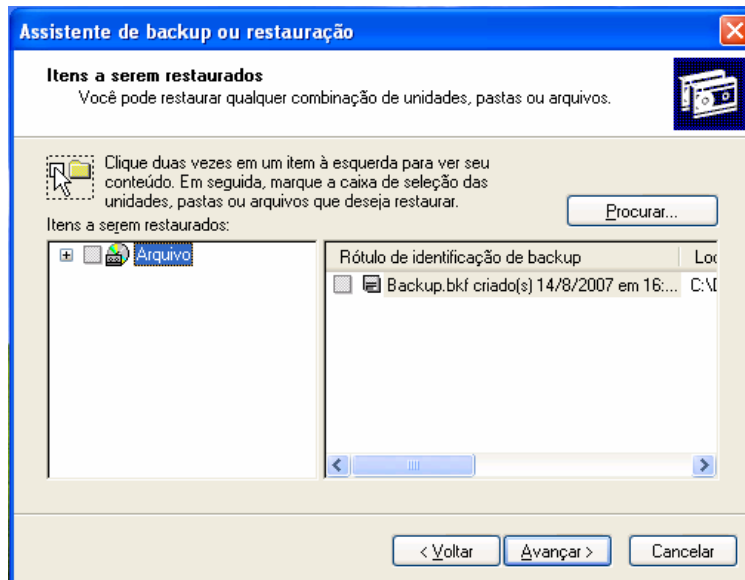 Assistente de backup ou restauração
Itens a serem restaurados
Você pode restaurar qualquer combinação de unidades, pastas ou arquivos.
Clique duas vezes em um item à esquerda para ver seu
conteúdo. Em seguida, marque a caixa de seleção das
unidades, pastas ou arquivos que deseja restaurar.
Procurar...
Itens a serem restaurados:
Arquivo
Rótulo de identificação de backup
Loc
Backup.bkf criado(s) 14/8/2007 em 16:...
C:\D
< Voltar
Avançar >
Cancelar